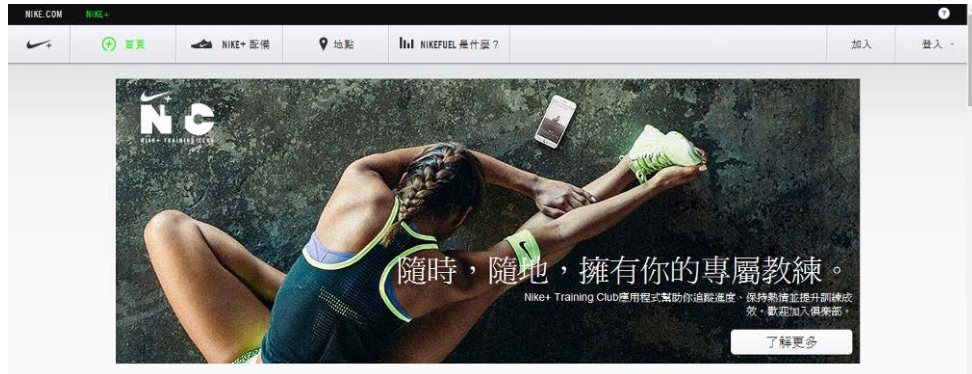 NIKE.COM NIKE+
首頁 NIKE+ 配備 地點 NIKEFUEL 是什麼？ 加入 登入
N C
NIKE+ TRAINING CLUB
隨時，隨地，擁有你的專屬教練。
Nike+ Training Club應用程式幫助你追蹤進度、保持熱情並提升訓練成
效。歡迎加入俱樂部。
了解更多